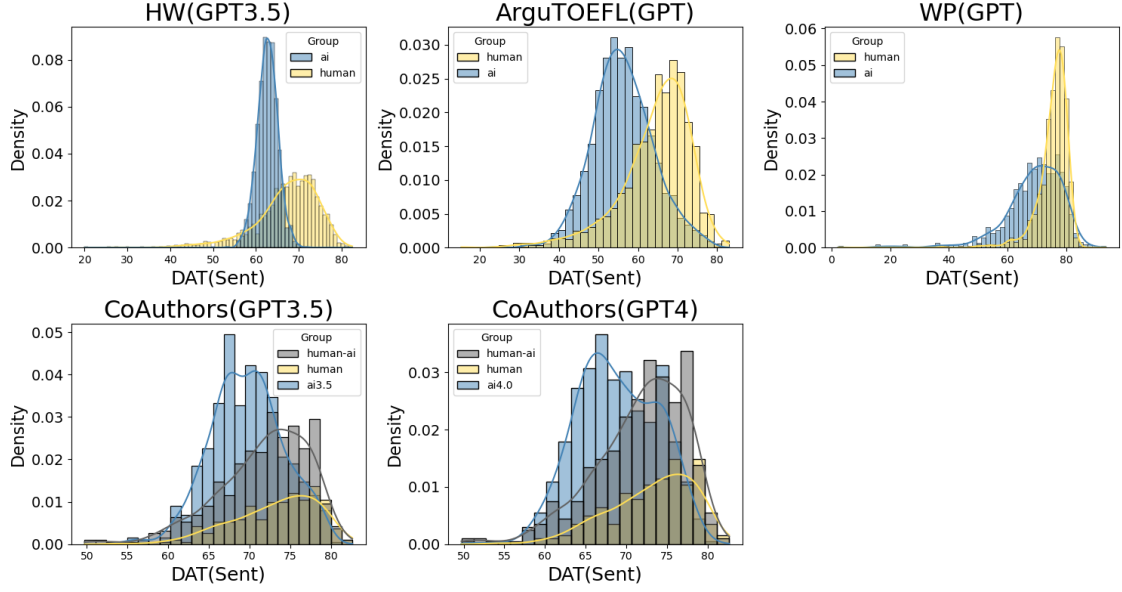 HW(GPT3.5)
Density
0.08
0.06
0.04
0.02
0.00
20 30 40 50 60 70 80
DAT(Sent)
Group
ai
human
ArguTOEFL(GPT)
Density
0.030
0.025
0.020
0.015
0.010
0.005
0.000
20 30 40 50 60 70 80
DAT(Sent)
Group
human
ai
WP(GPT)
Density
0.06
0.05
0.04
0.03
0.02
0.01
0.00
0 20 40 60 80
DAT(Sent)
Group
human
ai
CoAuthors(GPT3.5)
Density
0.05
0.04
0.03
0.02
0.01
0.00
50 55 60 65 70 75 80
DAT(Sent)
Group
human-ai
human
ai3.5
CoAuthors(GPT4)
Density
0.03
0.02
0.01
0.00
50 55 60 65 70 75 80
DAT(Sent)
Group
human-ai
human
ai4.0